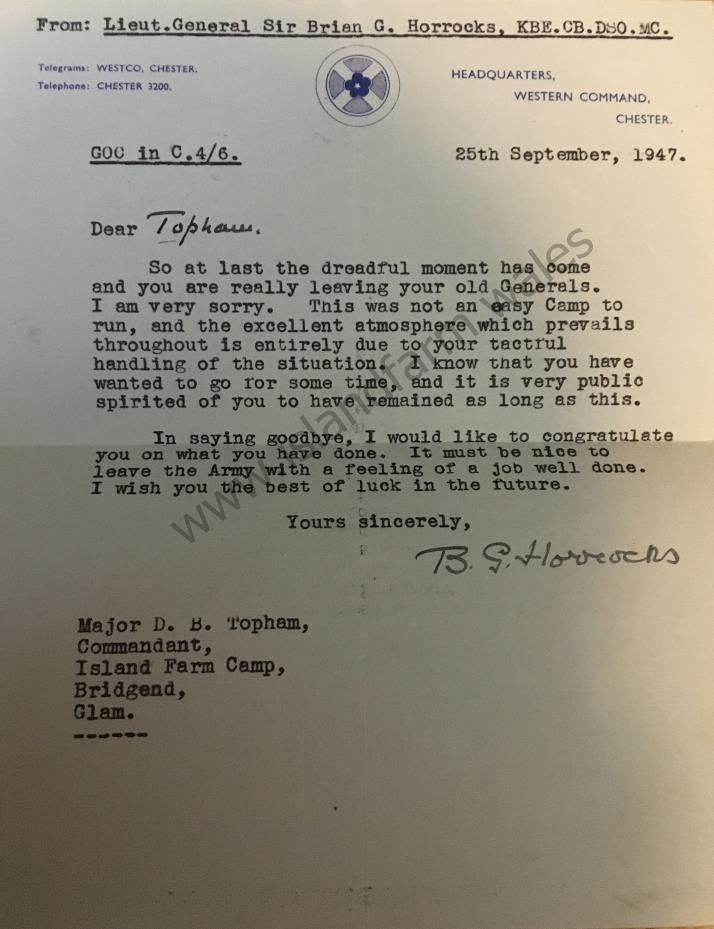 From: Lieut.General Sir Brian G. Horrocks, KBE.CB.DSO.MC.
Telegrams: WESTCO, CHESTER.
Telephone: CHESTER 3200.
HEADQUARTERS,
WESTERN COMMAND,
CHESTER.
GOC in C.4/6.
25th September, 1947.
Dear Topham.
So at last the dreadful moment has come
and you are really leaving your old Generals.
I am very sorry. This was not an easy Camp to
run, and the excellent atmosphere which prevails
throughout is entirely due to your tactful
handling of the situation. I know that you have
wanted to go for some time, and it is very public
spirited of you to have remained as long as this.
In saying goodbye, I would like to congratulate
you on what you have done. It must be nice to
leave the Army with a feeling of a job well done.
I wish you the best of luck in the future.
Yours sincerely,
B. G. Horrocks
Major D. B. Topham,
Commandant,
Island Farm Camp,
Bridgend,
Glam.
------
www.islandfarm.wales